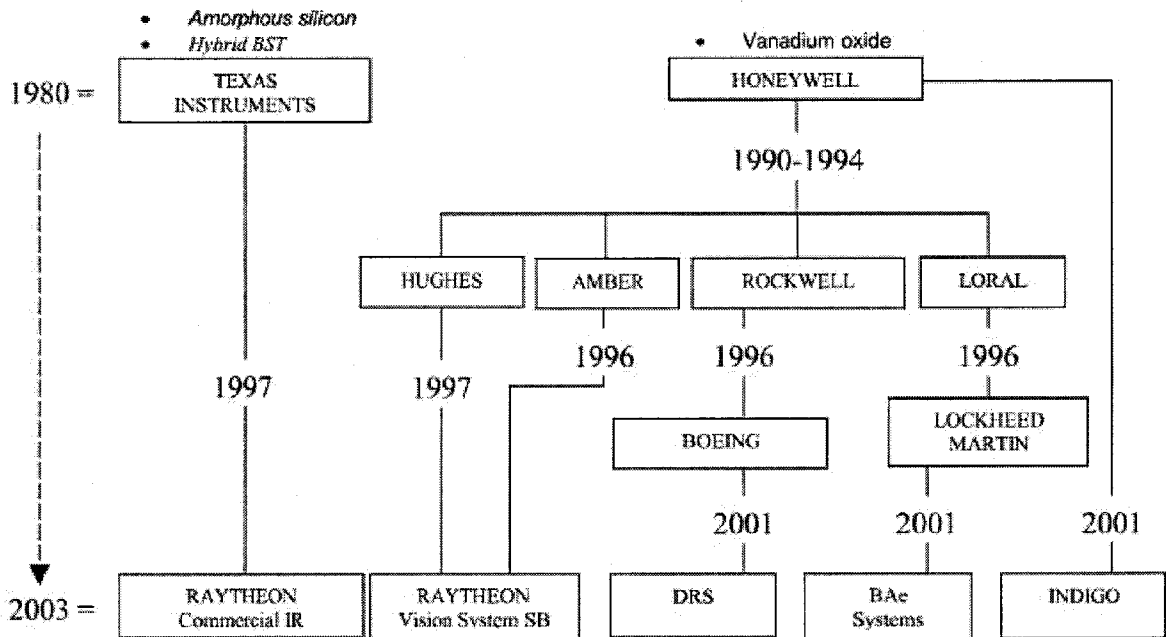 • Amorphous silicon
• Hybrid BST
• Vanadium oxide
1980 =
TEXAS
INSTRUMENTS
HONEYWELL
1990-1994
HUGHES
AMBER
ROCKWELL
LORAL
1997
1997
1996
1996
1996
BOEING
LOCKHEED
MARTIN
2001
2001
2001
2003 =
RAYTHEON
Commercial IR
RAYTHEON
Vision System SB
DRS
BAe
Systems
INDIGO